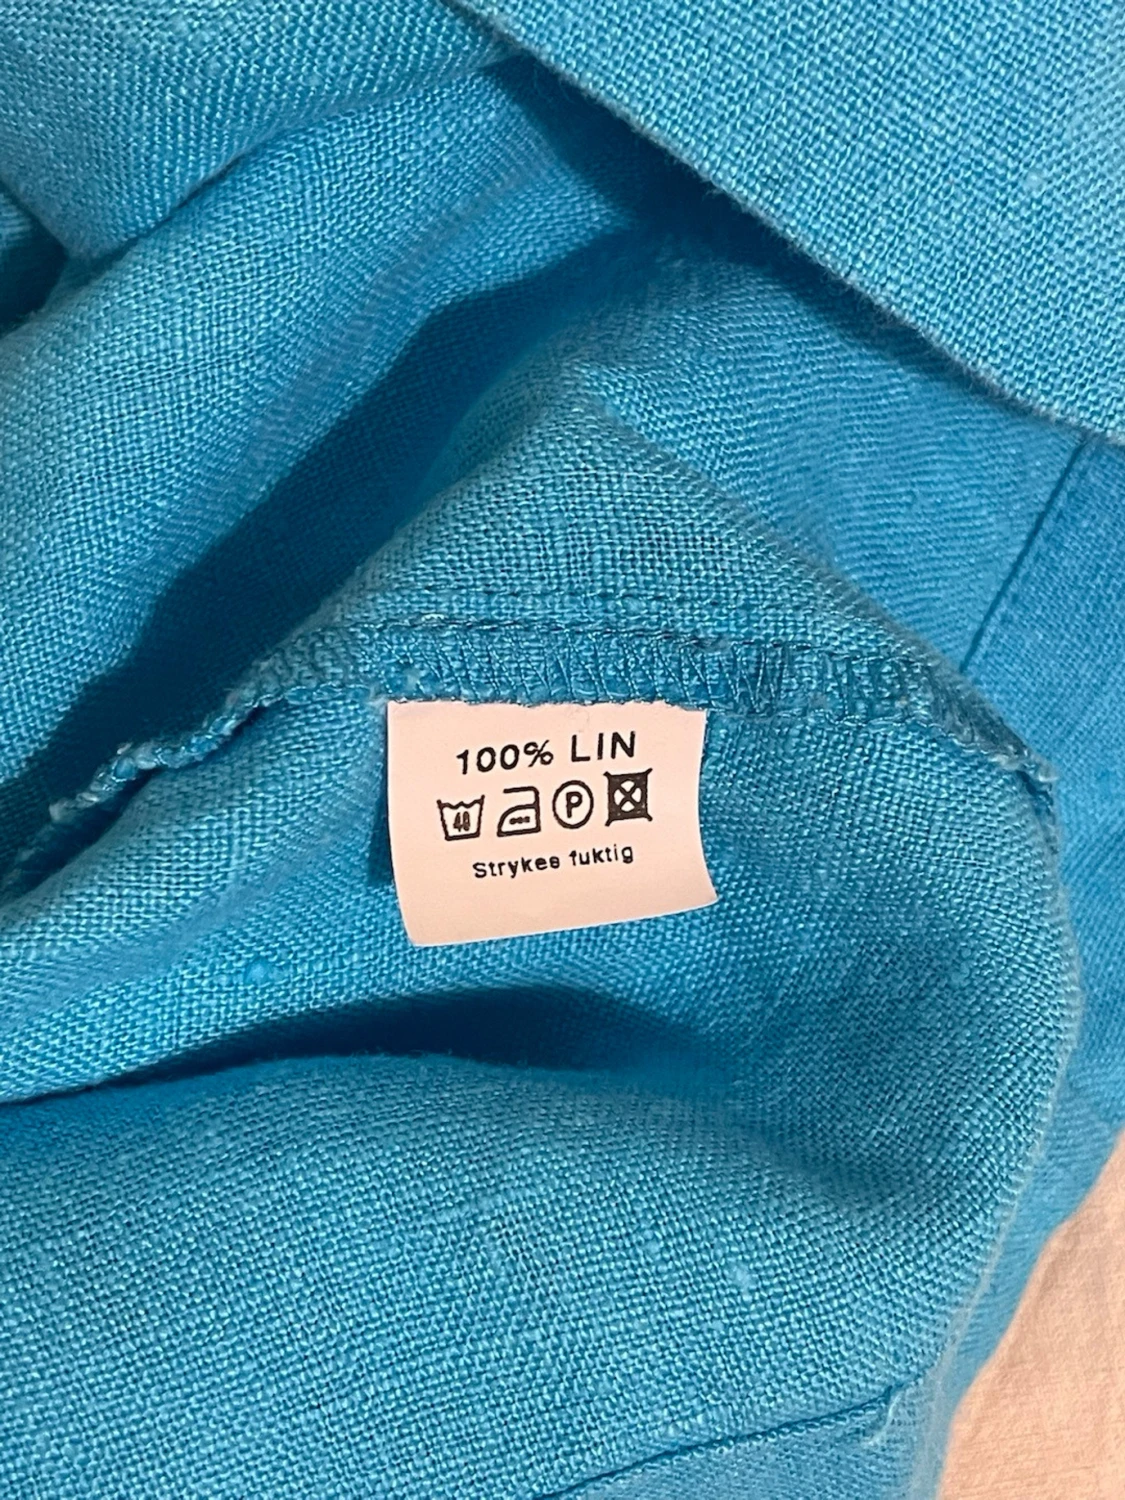 100% LIN
40 P
Strykes fuktig